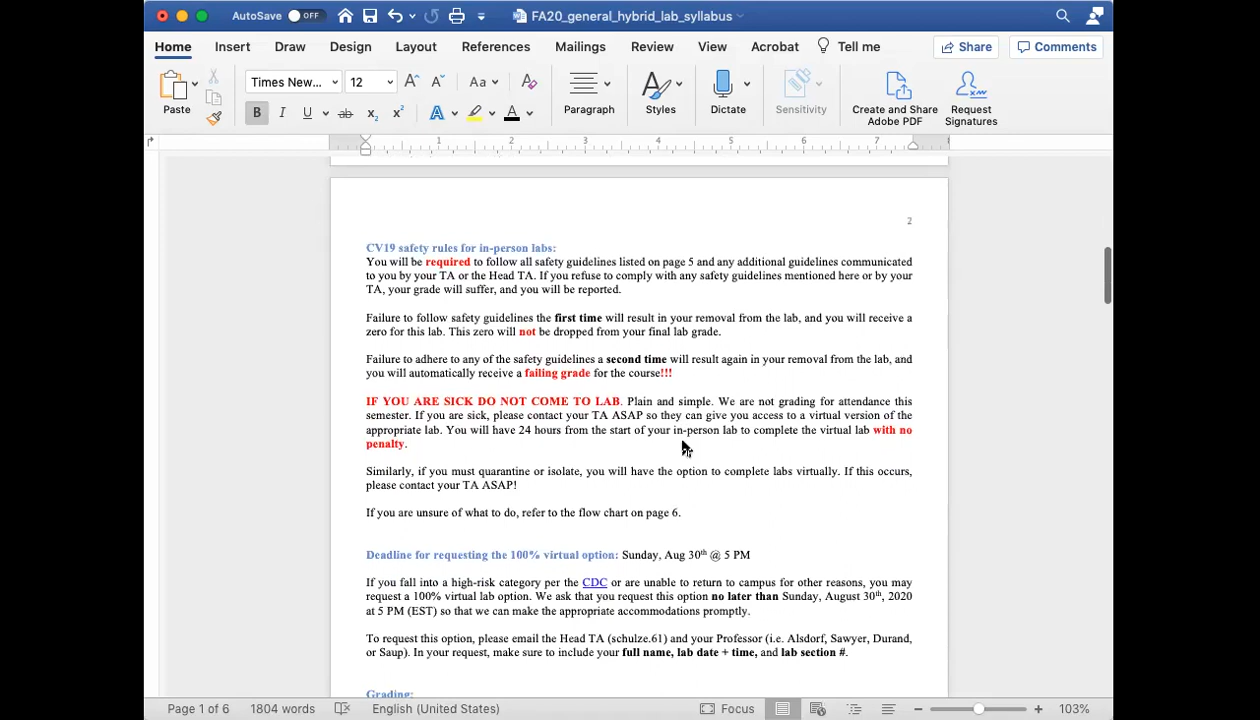 AutoSave OFF FA20_general_hybrid_lab_syllabus
Home Insert Draw Design Layout References Mailings Review View Acrobat Tell me Share Comments
Times New... 12 A^ A˅ Aa
Paste B I U ab x₂ x² A A Paragraph Styles Dictate Sensitivity Create and Share Adobe PDF Request Signatures
1 2 3 4 5 6 7
2
CV19 safety rules for in-person labs:
You will be required to follow all safety guidelines listed on page 5 and any additional guidelines communicated
to you by your TA or the Head TA. If you refuse to comply with any safety guidelines mentioned here or by your
TA, your grade will suffer, and you will be reported.
Failure to follow safety guidelines the first time will result in your removal from the lab, and you will receive a
zero for this lab. This zero will not be dropped from your final lab grade.
Failure to adhere to any of the safety guidelines a second time will result again in your removal from the lab, and
you will automatically receive a failing grade for the course!!!
IF YOU ARE SICK DO NOT COME TO LAB. Plain and simple. We are not grading for attendance this
semester. If you are sick, please contact your TA ASAP so they can give you access to a virtual version of the
appropriate lab. You will have 24 hours from the start of your in-person lab to complete the virtual lab with no
penalty.
Similarly, if you must quarantine or isolate, you will have the option to complete labs virtually. If this occurs,
please contact your TA ASAP!
If you are unsure of what to do, refer to the flow chart on page 6.
Deadline for requesting the 100% virtual option: Sunday, Aug 30th @ 5 PM
If you fall into a high-risk category per the CDC or are unable to return to campus for other reasons, you may
request a 100% virtual lab option. We ask that you request this option no later than Sunday, August 30th, 2020
at 5 PM (EST) so that we can make the appropriate accommodations promptly.
To request this option, please email the Head TA (schulze.61) and your Professor (i.e. Alsdorf, Sawyer, Durand,
or Saup). In your request, make sure to include your full name, lab date + time, and lab section #.
Grading:
Page 1 of 6 1804 words English (United States) Focus 103%